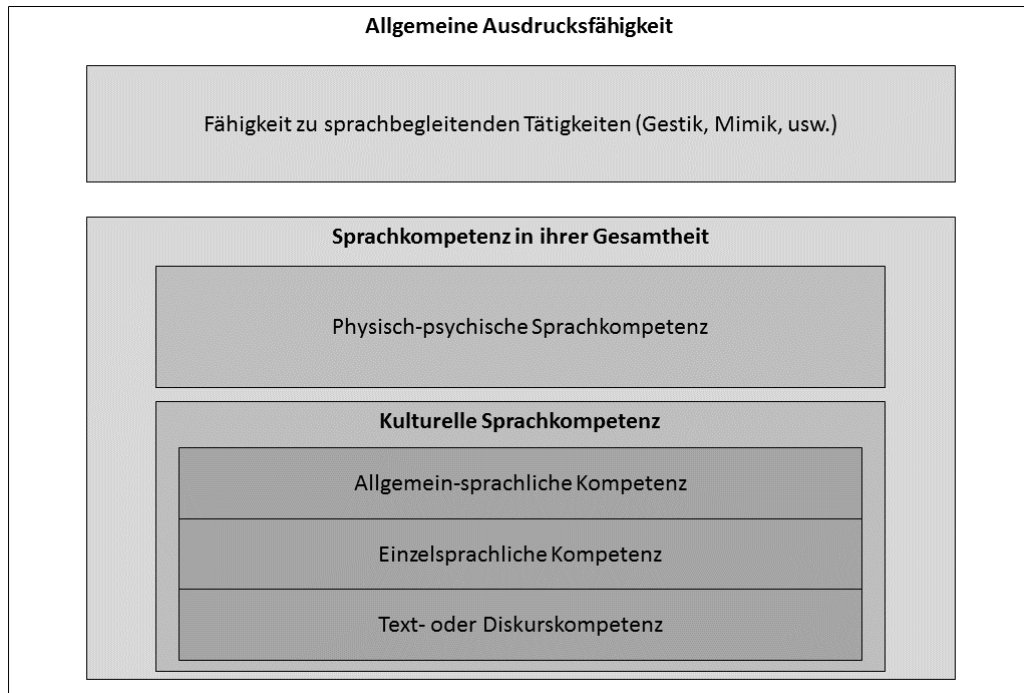 Allgemeine Ausdrucksfähigkeit
Fähigkeit zu sprachbegleitenden Tätigkeiten (Gestik, Mimik, usw.)
Sprachkompetenz in ihrer Gesamtheit
Physisch-psychische Sprachkompetenz
Kulturelle Sprachkompetenz
Allgemein-sprachliche Kompetenz
Einzelsprachliche Kompetenz
Text- oder Diskurskompetenz